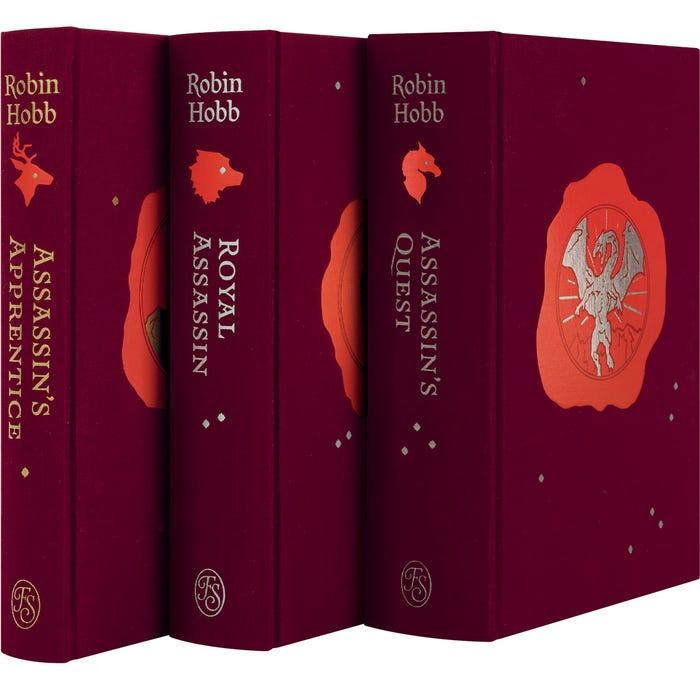 Robin
Hobb
ASSASSIN'S
APPRENTICE
FS
Robin
Hobb
ROYAL
ASSASSIN
FS
Robin
Hobb
ASSASSIN'S
QUEST
FS